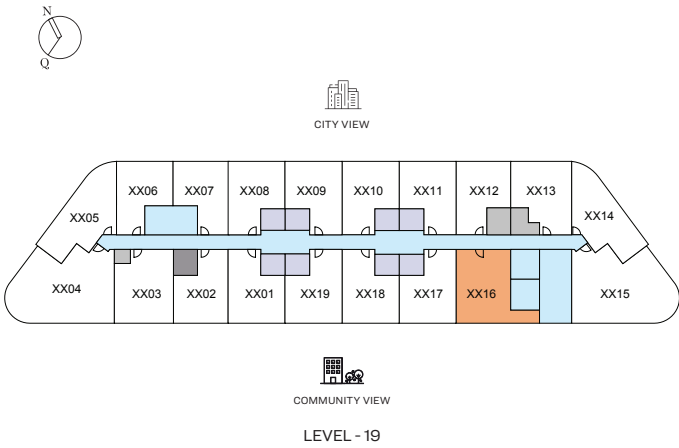 N
Q
CITY VIEW
XX06 XX07 XX08 XX09 XX10 XX11 XX12 XX13
XX05 XX14
XX04 XX03 XX02 XX01 XX19 XX18 XX17 XX16 XX15
COMMUNITY VIEW
LEVEL - 19